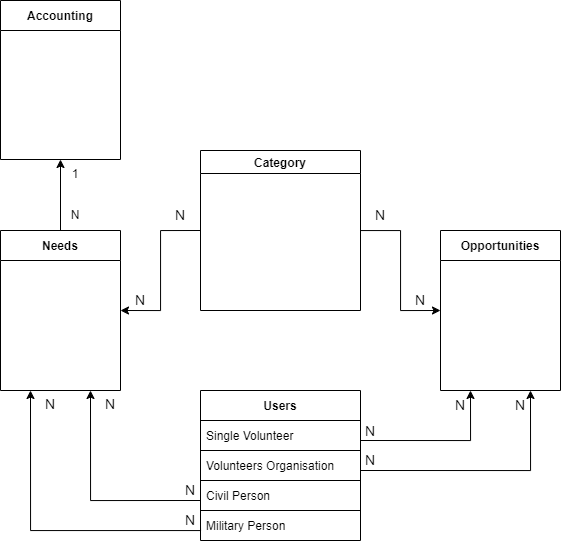 Accounting
1
N
Category
N
N
Needs
Opportunities
N
N
N
N
Users
N
N
Single Volunteer
N
Volunteers Organisation
N
Civil Person
N
Military Person
N